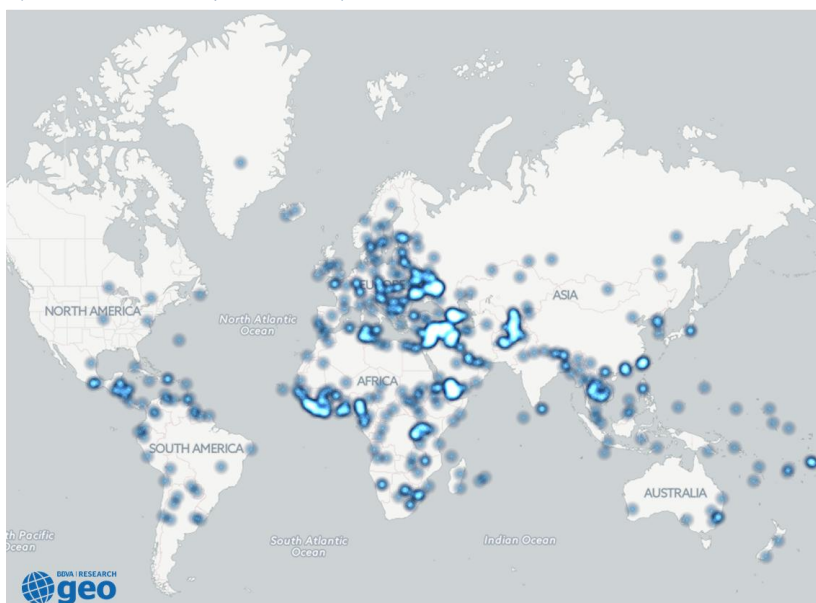 NORTH AMERICA
North Atlantic
Ocean
ASIA
AFRICA
SOUTH AMERICA
AUSTRALIA
Pacific
Ocean
South Atlantic
Ocean
Indian Ocean
BBVA | RESEARCH
geo